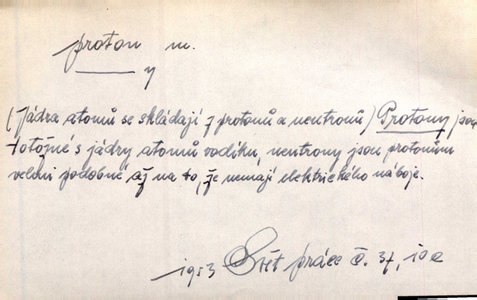 proton m.
y
(Jádra atomů se skládají z protonů a neutronů) Protony jsou
totožné s jádry atomů vodíku, neutrony jsou protonům
velmi podobné až na to, že nemají elektrického náboje.
1953 Svět práce č. 37,